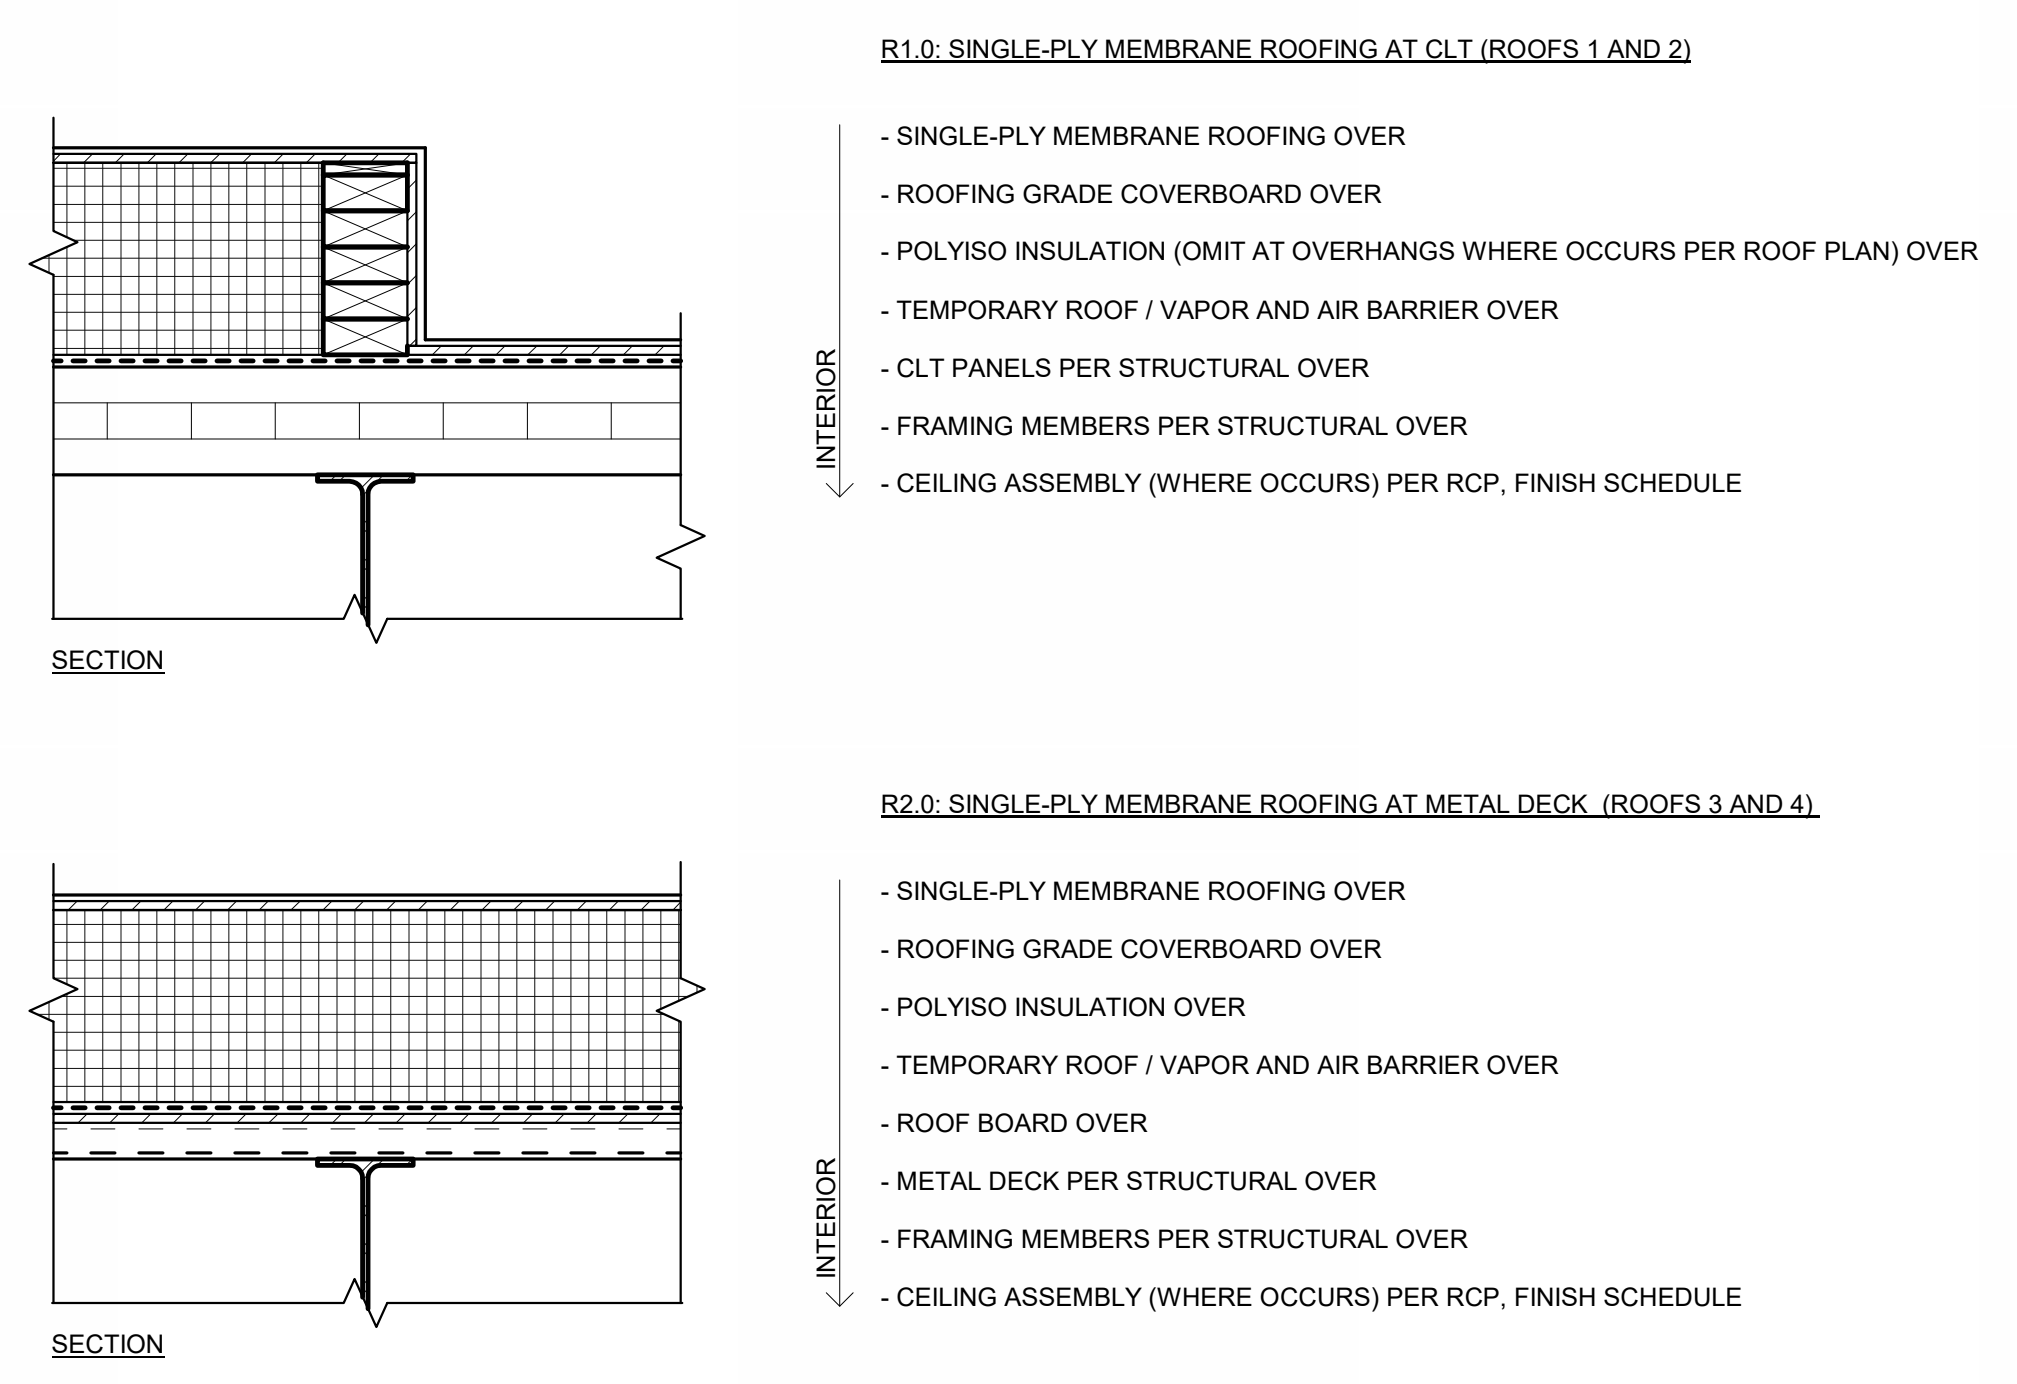 R1.0: SINGLE-PLY MEMBRANE ROOFING AT CLT (ROOFS 1 AND 2)
- SINGLE-PLY MEMBRANE ROOFING OVER
- ROOFING GRADE COVERBOARD OVER
- POLYISO INSULATION (OMIT AT OVERHANGS WHERE OCCURS PER ROOF PLAN) OVER
- TEMPORARY ROOF / VAPOR AND AIR BARRIER OVER
- CLT PANELS PER STRUCTURAL OVER
- FRAMING MEMBERS PER STRUCTURAL OVER
- CEILING ASSEMBLY (WHERE OCCURS) PER RCP, FINISH SCHEDULE
INTERIOR
SECTION
R2.0: SINGLE-PLY MEMBRANE ROOFING AT METAL DECK (ROOFS 3 AND 4)
- SINGLE-PLY MEMBRANE ROOFING OVER
- ROOFING GRADE COVERBOARD OVER
- POLYISO INSULATION OVER
- TEMPORARY ROOF / VAPOR AND AIR BARRIER OVER
- ROOF BOARD OVER
- METAL DECK PER STRUCTURAL OVER
- FRAMING MEMBERS PER STRUCTURAL OVER
- CEILING ASSEMBLY (WHERE OCCURS) PER RCP, FINISH SCHEDULE
INTERIOR
SECTION